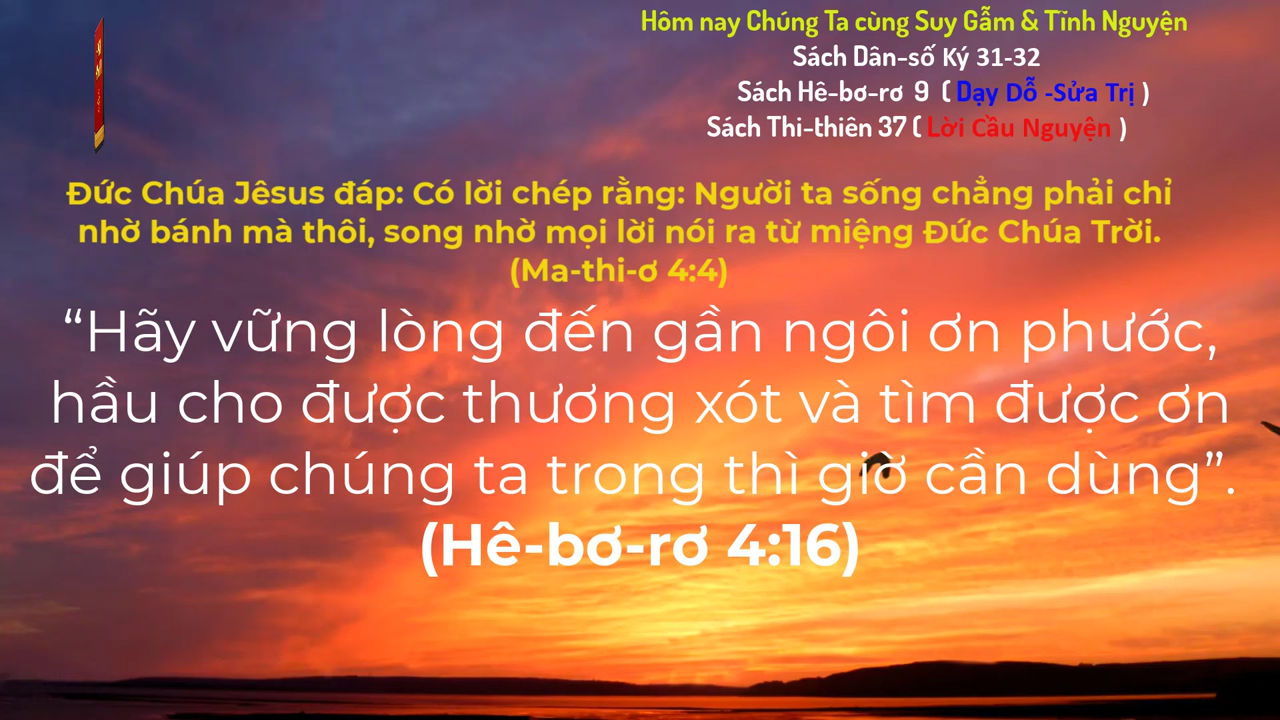 Hôm nay Chúng Ta cùng Suy Gẫm & Tĩnh Nguyện
Sách Dân-số Ký 31-32
Sách Hê-bơ-rơ 9 ( Dạy Dỗ -Sửa Trị )
Sách Thi-thiên 37 ( Lời Cầu Nguyện )
Đức Chúa Jêsus đáp: Có lời chép rằng: Người ta sống chẳng phải chỉ
nhờ bánh mà thôi, song nhờ mọi lời nói ra từ miệng Đức Chúa Trời.
(Ma-thi-ơ 4:4)
“Hãy vững lòng đến gần ngôi ơn phước,
hầu cho được thương xót và tìm được ơn
để giúp chúng ta trong thì giờ cần dùng”.
(Hê-bơ-rơ 4:16)